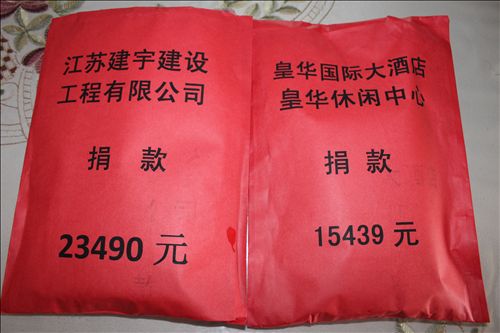 江苏建宇建设
工程有限公司
捐款
23490 元
皇华国际大酒店
皇华休闲中心
捐款
15439 元